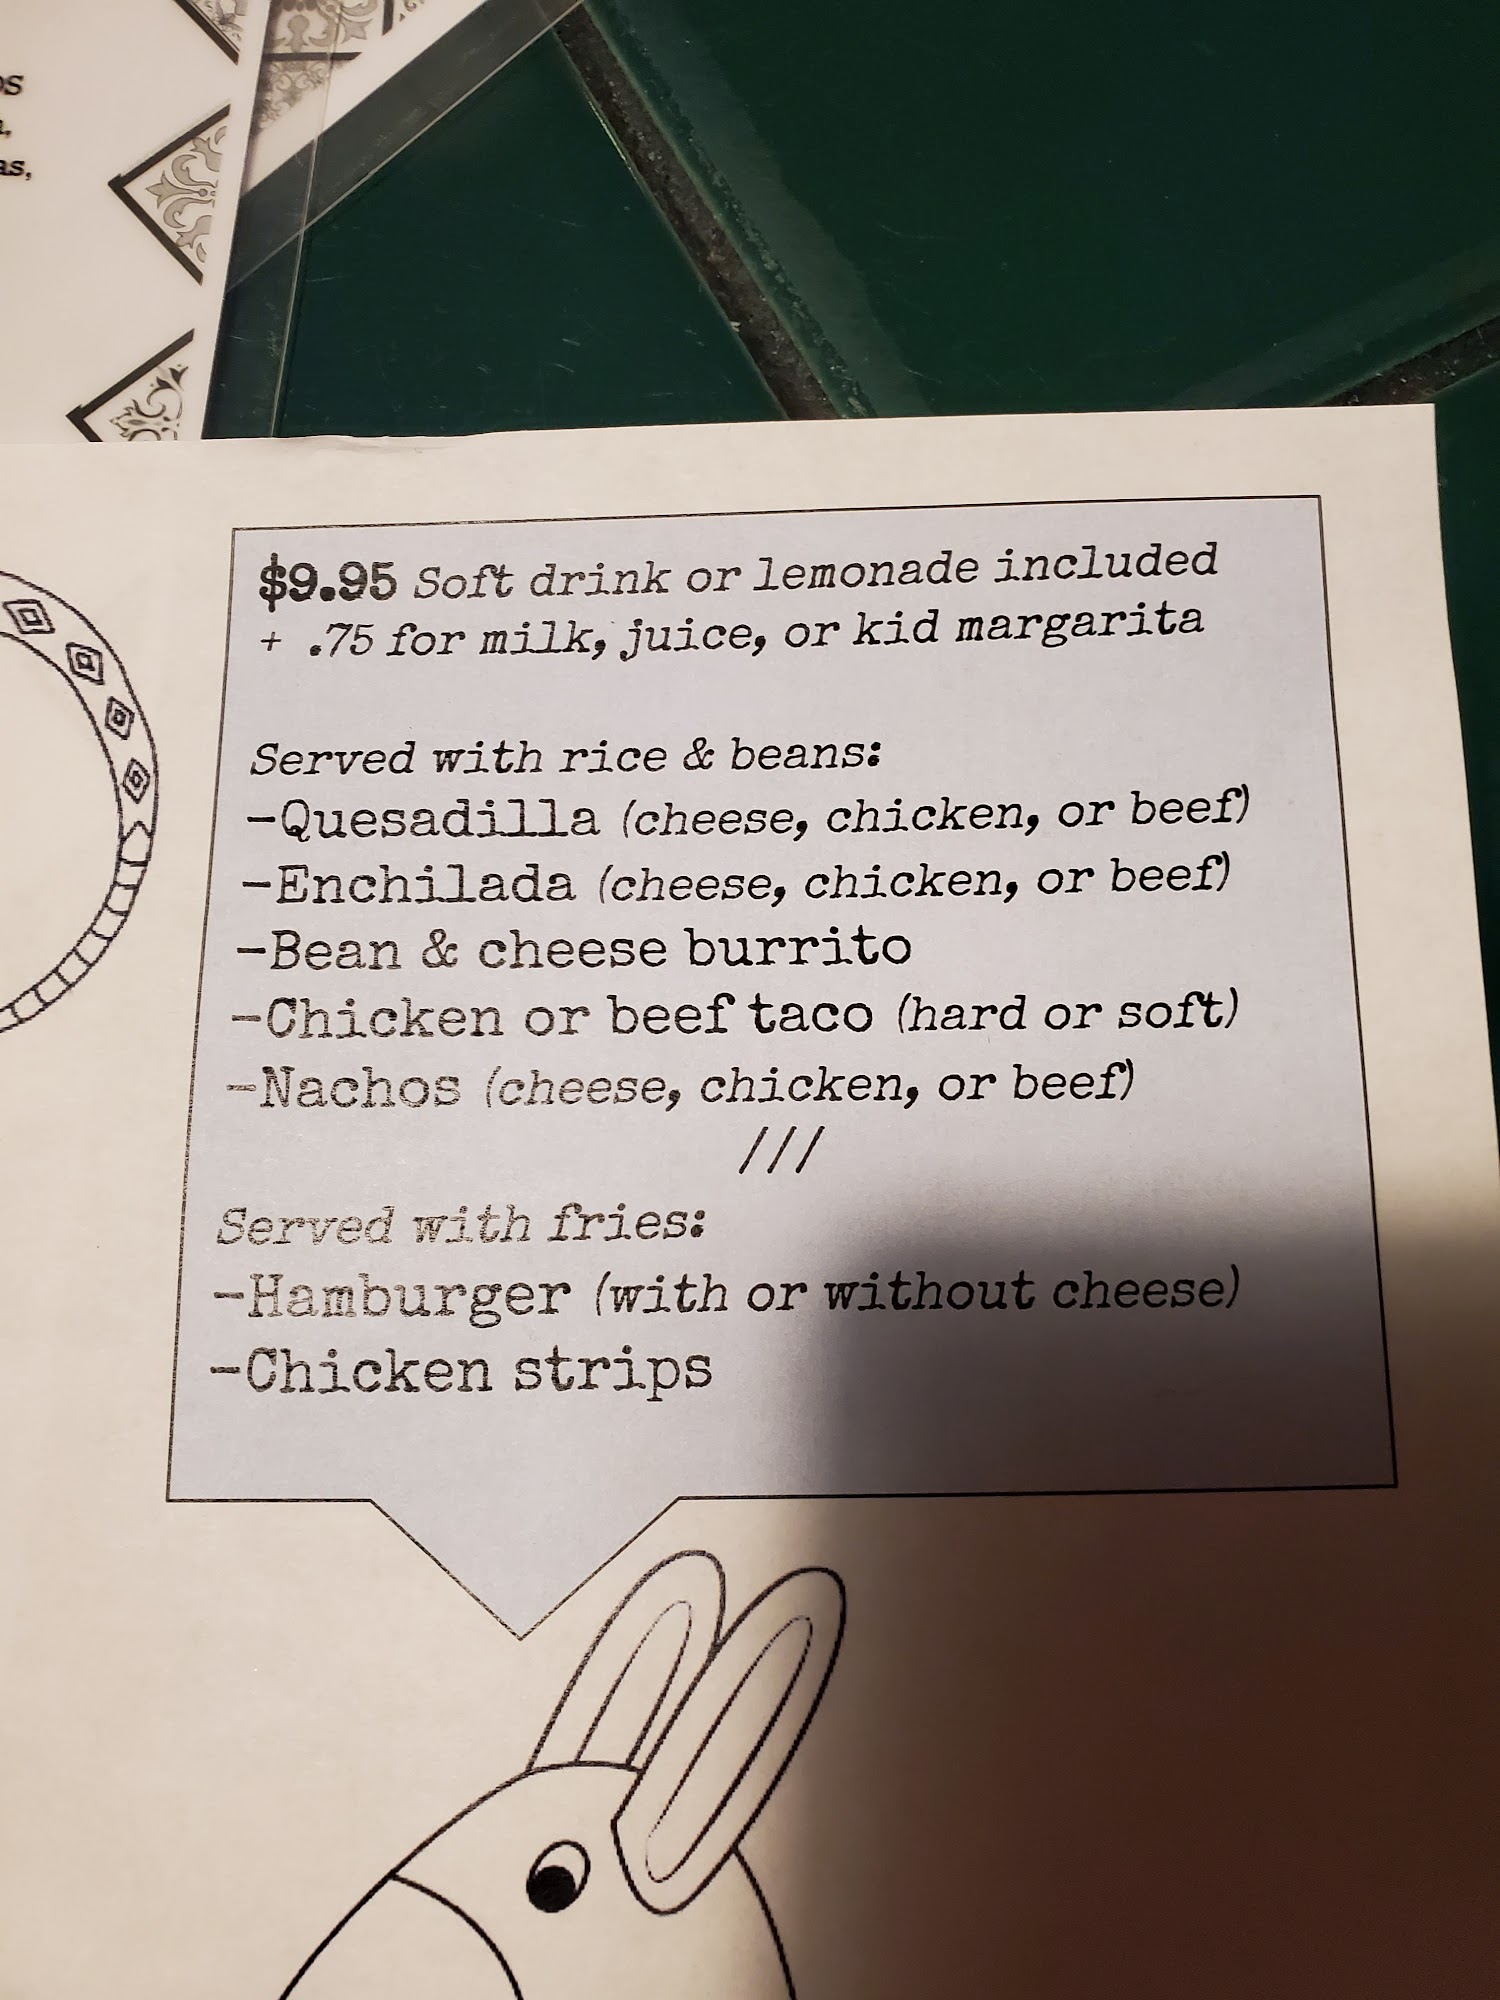 as,
$9.95 Soft drink or lemonade included
+ .75 for milk, juice, or kid margarita
Served with rice & beans:
-Quesadilla (cheese, chicken, or beef)
-Enchilada (cheese, chicken, or beef)
-Bean & cheese burrito
-Chicken or beef taco (hard or soft)
-Nachos (cheese, chicken, or beef)
///
Served with fries:
-Hamburger (with or without cheese)
-Chicken strips